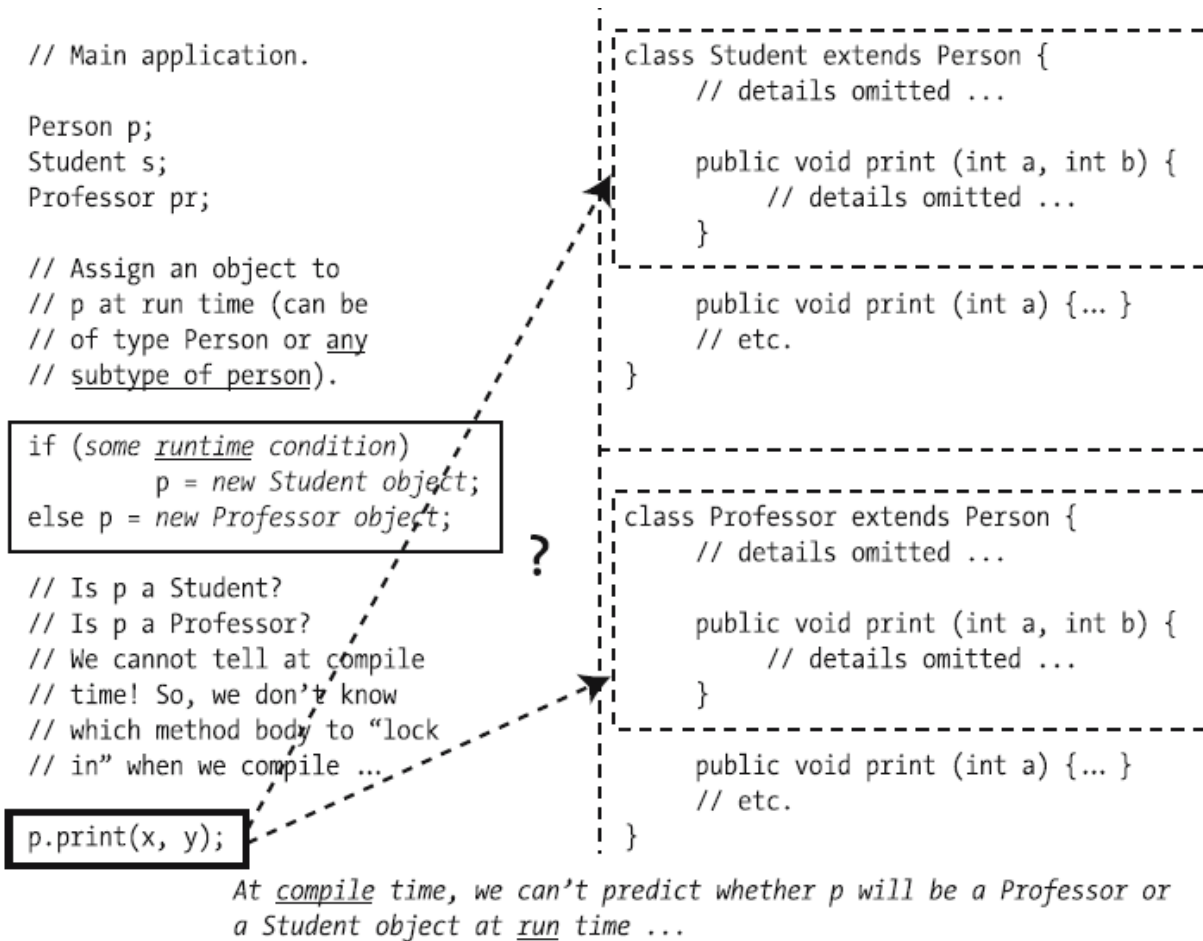 // Main application.
Person p;
Student s;
Professor pr;
// Assign an object to
// p at run time (can be
// of type Person or any
// subtype of person).
if (some runtime condition)
p = new Student object;
else p = new Professor object;
// Is p a Student?
// Is p a Professor?
// We cannot tell at compile
// time! So, we don’t know
// which method body to “lock
// in” when we compile …
p.print(x, y);
?
class Student extends Person {
// details omitted ...
public void print (int a, int b) {
// details omitted ...
}
public void print (int a) {... }
// etc.
}
class Professor extends Person {
// details omitted ...
public void print (int a, int b) {
// details omitted ...
}
public void print (int a) {... }
// etc.
}
At compile time, we can’t predict whether p will be a Professor or
a Student object at run time ...